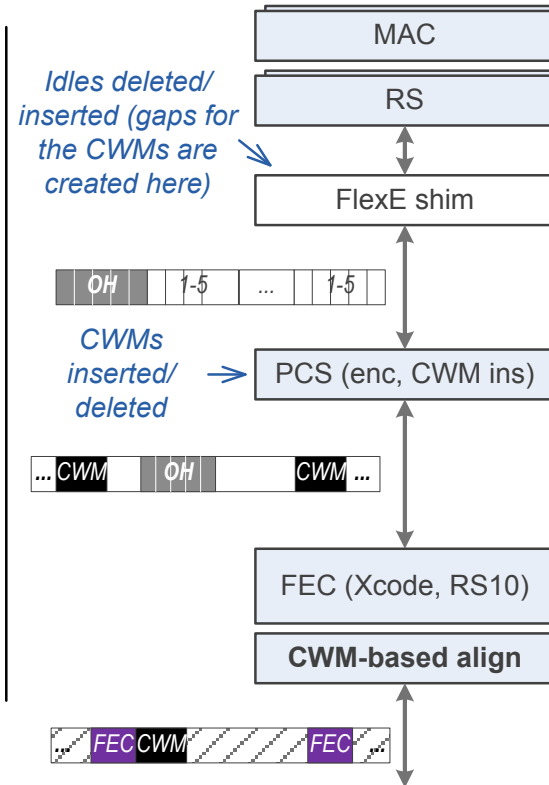 MAC
Idles deleted/
inserted (gaps for
the CWMs are
created here)
RS
FlexE shim
OH 1-5 ... 1-5
CWMs
inserted/
deleted
PCS (enc, CWM ins)
... CWM OH CWM ...
FEC (Xcode, RS10)
CWM-based align
... FEC CWM FEC ...